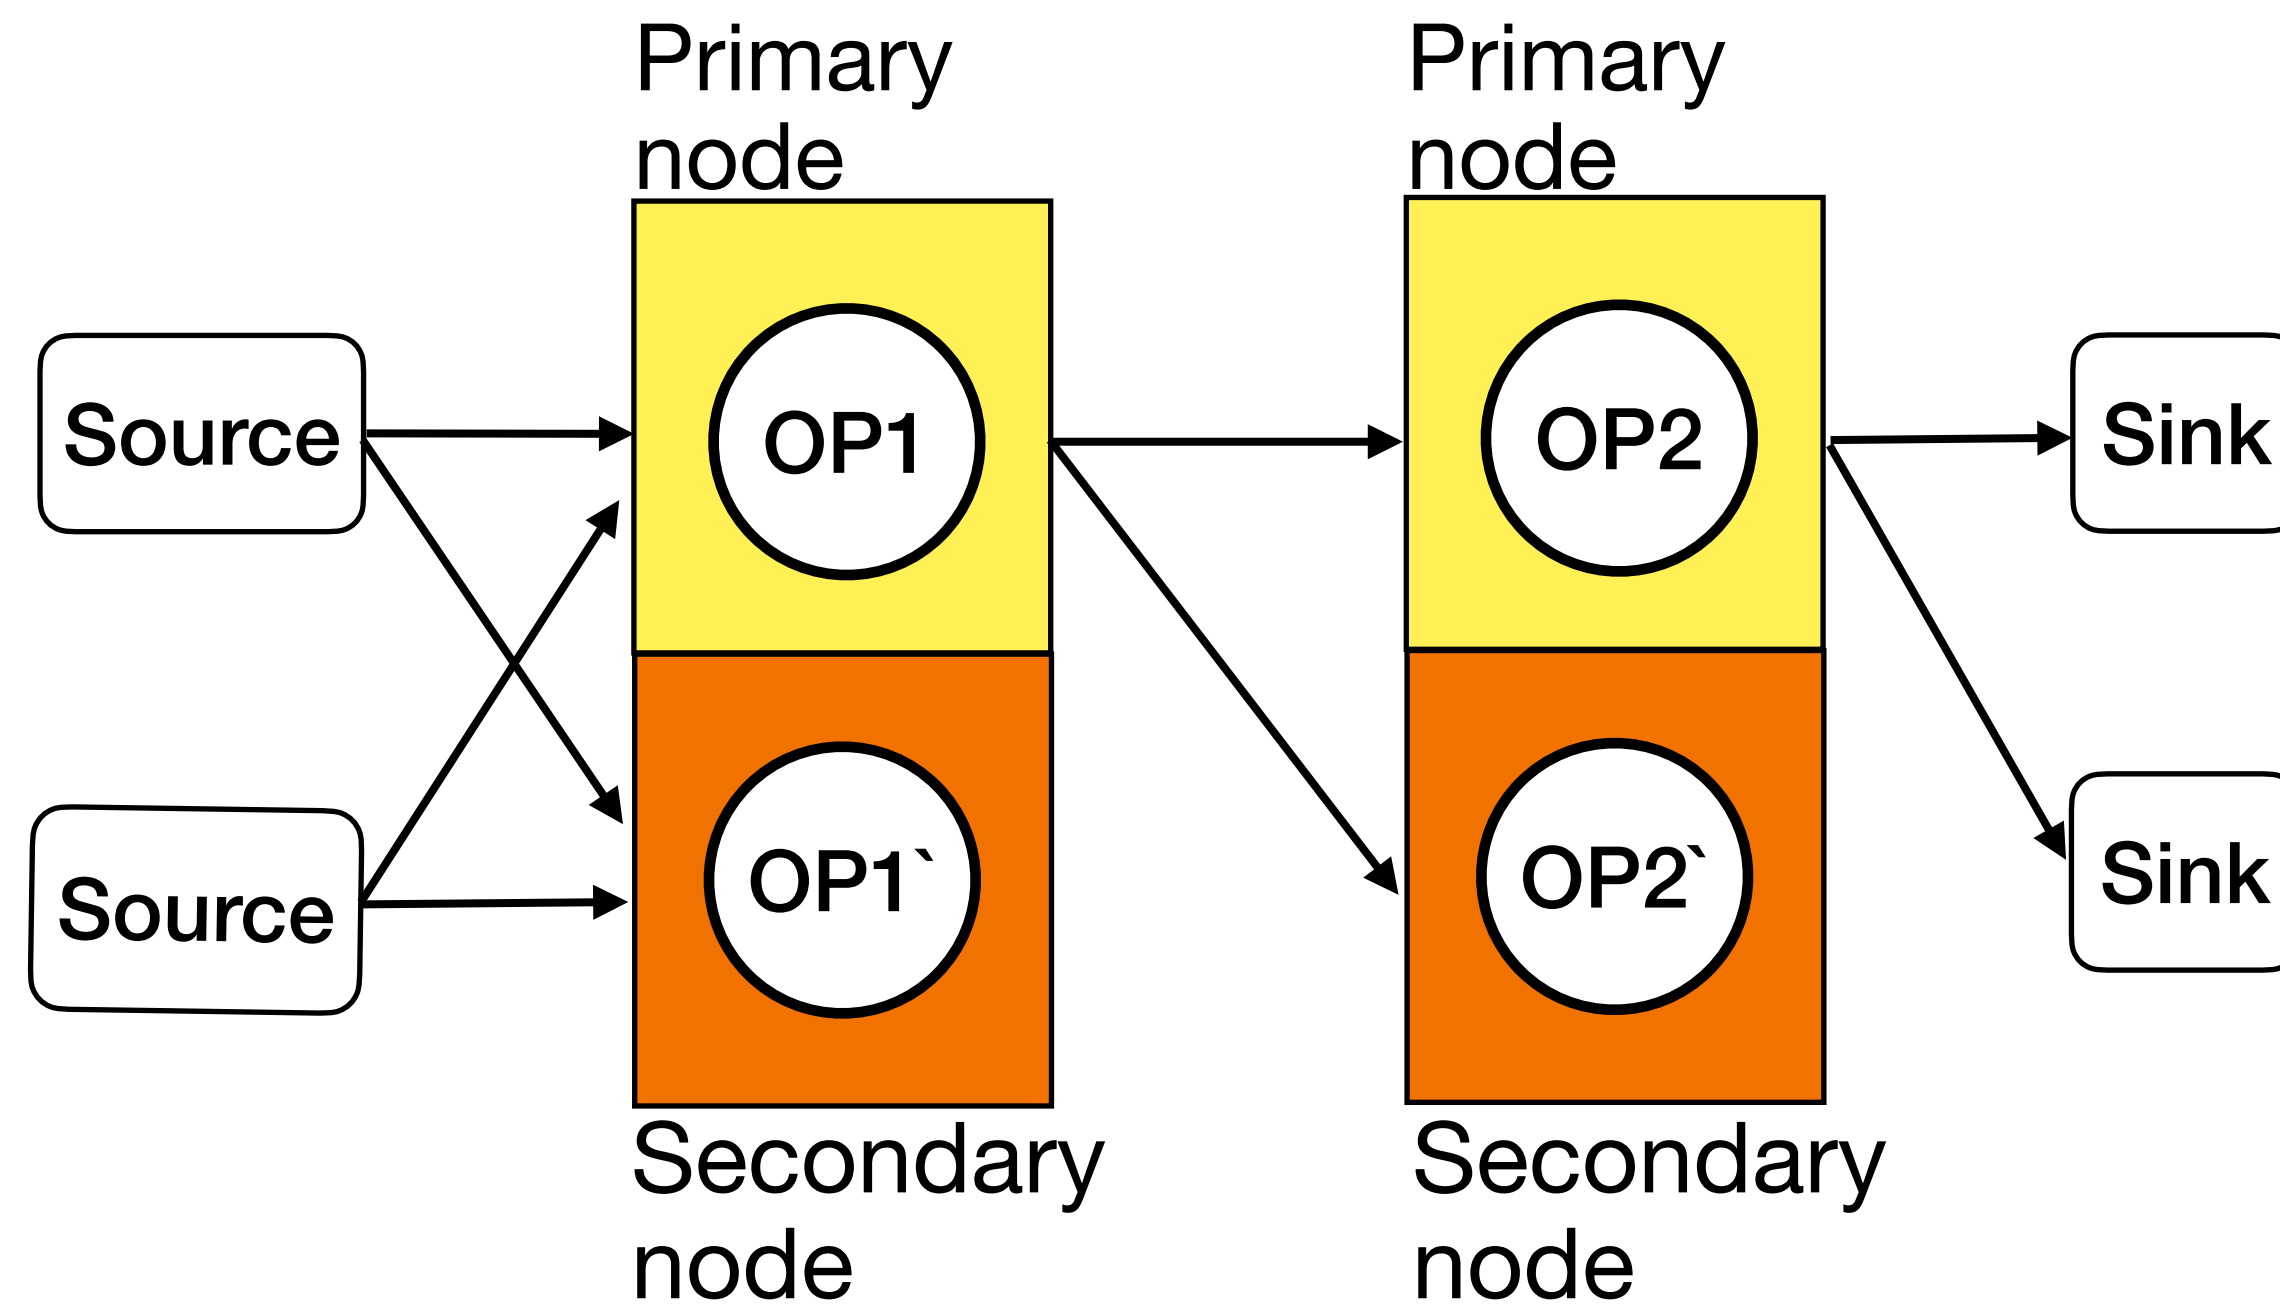 Primary
node
Primary
node
Source
OP1
OP2
Sink
Source
OP1`
OP2`
Sink
Secondary
node
Secondary
node